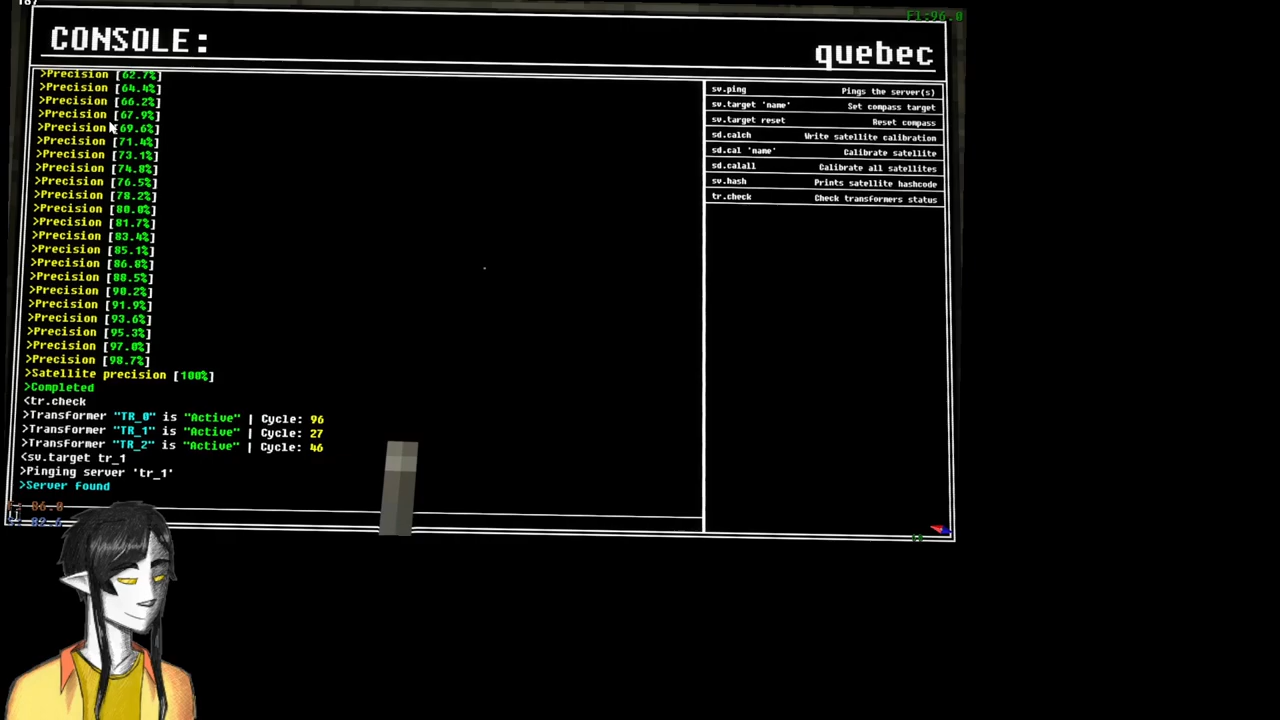 167
F1:96.0
CONSOLE:
quebec
>Precision [62.7%]
>Precision [64.4%]
>Precision [66.2%]
>Precision [67.9%]
>Precision [69.6%]
>Precision [71.4%]
>Precision [73.1%]
>Precision [74.8%]
>Precision [76.5%]
>Precision [78.2%]
>Precision [80.0%]
>Precision [81.7%]
>Precision [83.4%]
>Precision [85.1%]
>Precision [86.8%]
>Precision [88.5%]
>Precision [90.2%]
>Precision [91.9%]
>Precision [93.6%]
>Precision [95.3%]
>Precision [97.0%]
>Precision [98.7%]
>Satellite precision [100%]
>Completed
<tr.check
>Transformer "TR_0" is "Active" | Cycle: 96
>Transformer "TR_1" is "Active" | Cycle: 27
>Transformer "TR_2" is "Active" | Cycle: 46
<sv.target tr_1
>Pinging server 'tr_1'
>Server Found
sv.ping Pings the server(s)
sv.target 'name' Set compass target
sv.target reset Reset compass
sd.calch Write satellite calibration
sd.cal 'name' Calibrate satellite
sd.calall Calibrate all satellites
sv.hash Prints satellite hashcode
tr.check Check transformers status